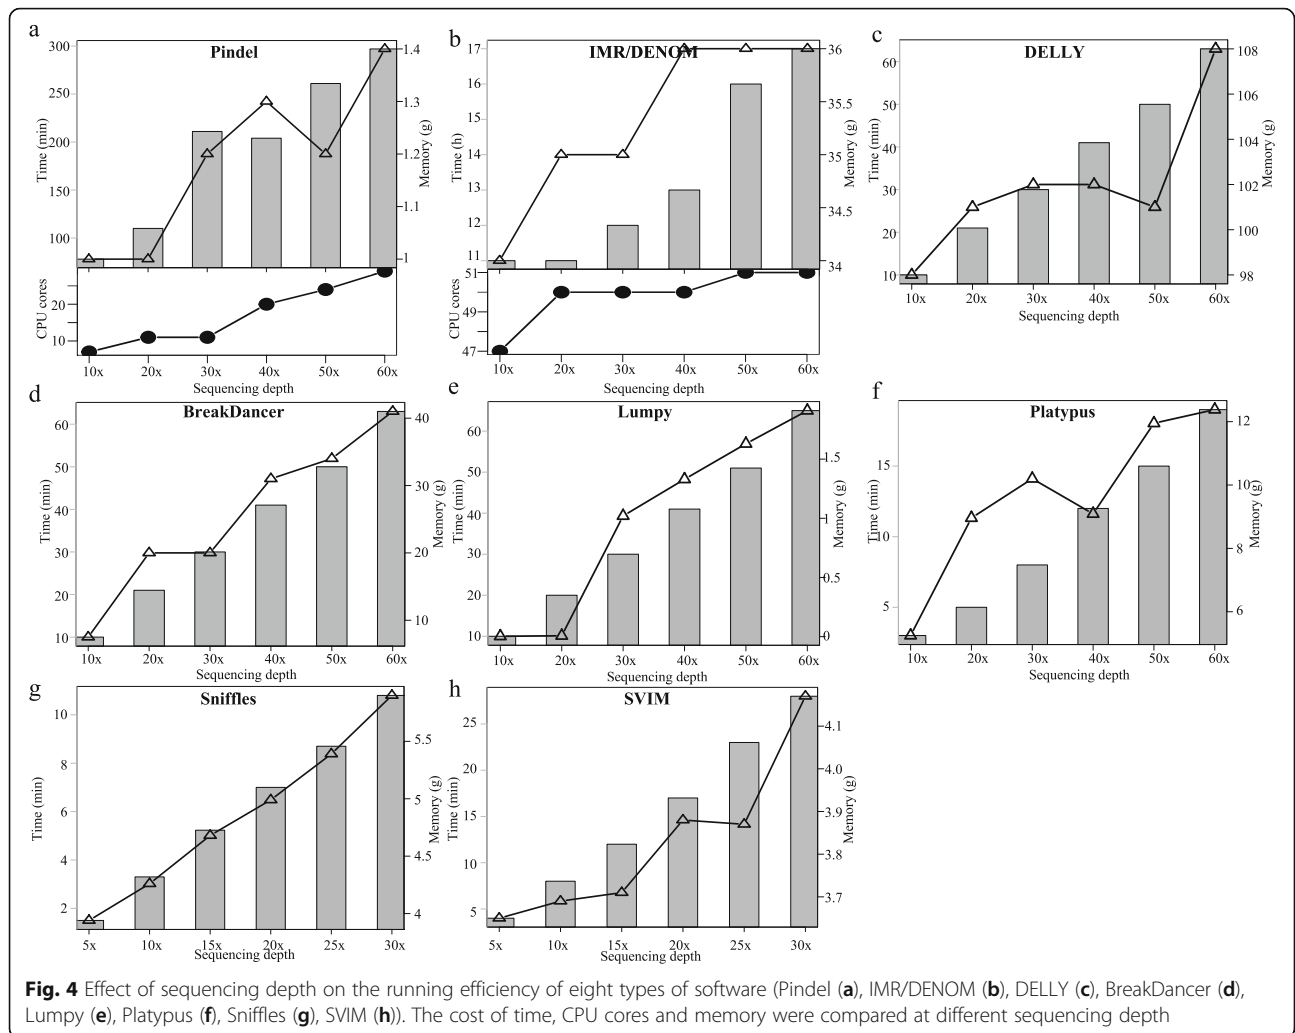 a
Pindel
300
250
200
150
100
Time (min)
1.4
1.3
1.2
1.1
1
Memory (g)
20
10
CPU cores
10x 20x 30x 40x 50x 60x
Sequencing depth
b
IMR/DENOM
17
16
15
14
13
12
11
Time (h)
36
35.5
35
34.5
34
Memory (g)
51
49
47
CPU cores
10x 20x 30x 40x 50x 60x
Sequencing depth
c
DELLY
60
50
40
30
20
10
Time (min)
108
106
104
102
100
98
Memory (g)
10x 20x 30x 40x 50x 60x
Sequencing depth
d
BreakDancer
60
50
40
30
20
10
Time (min)
40
30
20
10
Memory (g)
10x 20x 30x 40x 50x 60x
Sequencing depth
e
Lumpy
60
50
40
30
20
10
Time (min)
1.5
1
0.5
0
Memory (g)
10x 20x 30x 40x 50x 60x
Sequencing depth
f
Platypus
15
10
5
Time (min)
12
10
8
6
Memory (g)
10x 20x 30x 40x 50x 60x
Sequencing depth
g
Sniffles
10
8
6
4
2
Time (min)
5.5
5
4.5
4
Memory (g)
5x 10x 15x 20x 25x 30x
Sequencing depth
h
SVIM
25
20
15
10
5
Time (min)
4.1
4.0
3.9
3.8
3.7
Memory (g)
5x 10x 15x 20x 25x 30x
Sequencing depth
Fig. 4 Effect of sequencing depth on the running efficiency of eight types of software (Pindel (a), IMR/DENOM (b), DELLY (c), BreakDancer (d),
Lumpy (e), Platypus (f), Sniffles (g), SVIM (h)). The cost of time, CPU cores and memory were compared at different sequencing depth